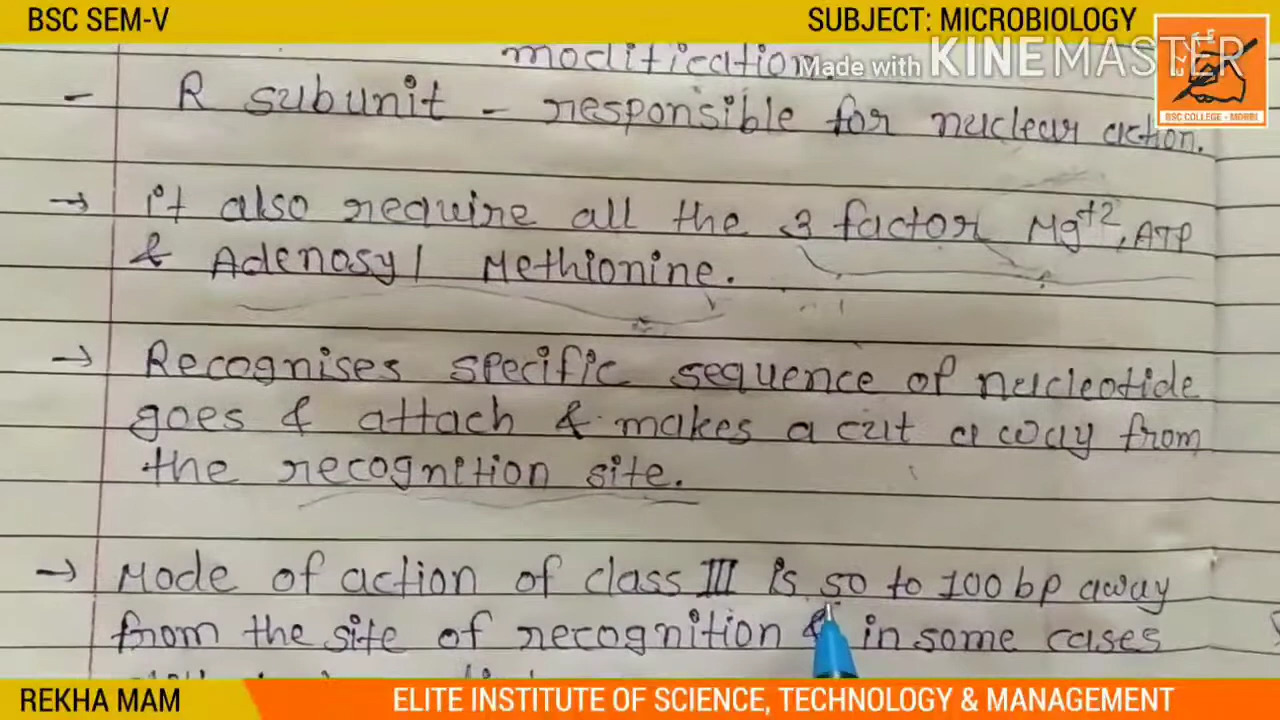 BSC SEM-V
SUBJECT: MICROBIOLOGY
modification.
Made with KINEMASTER
BSC COLLEGE - MORBI
- R subunit - responsible for nuclear action.
→ it also require all the 3 factor Mg+2, ATP
& Adenosyl Methionine.
→ Recognises specific sequence of nucleotide
goes & attach & makes a cut away from
the recognition site.
→ Mode of action of class III is 50 to 100 bp away
from the site of recognition & in some cases
REKHA MAM
ELITE INSTITUTE OF SCIENCE, TECHNOLOGY & MANAGEMENT